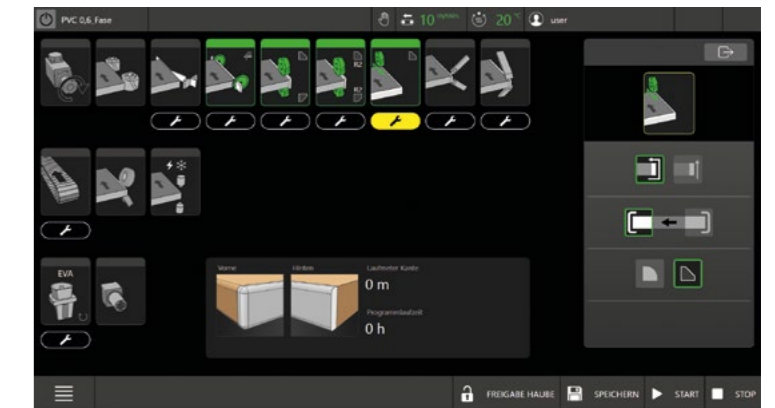 PVC 0,6_Fase
10 m/min
20
user
R2
R2
EVA
Vorne
Hinten
Laufmeter Kante
0 m
Programmlaufzeit
0 h
FREIGABE HAUBE
SPEICHERN
START
STOP